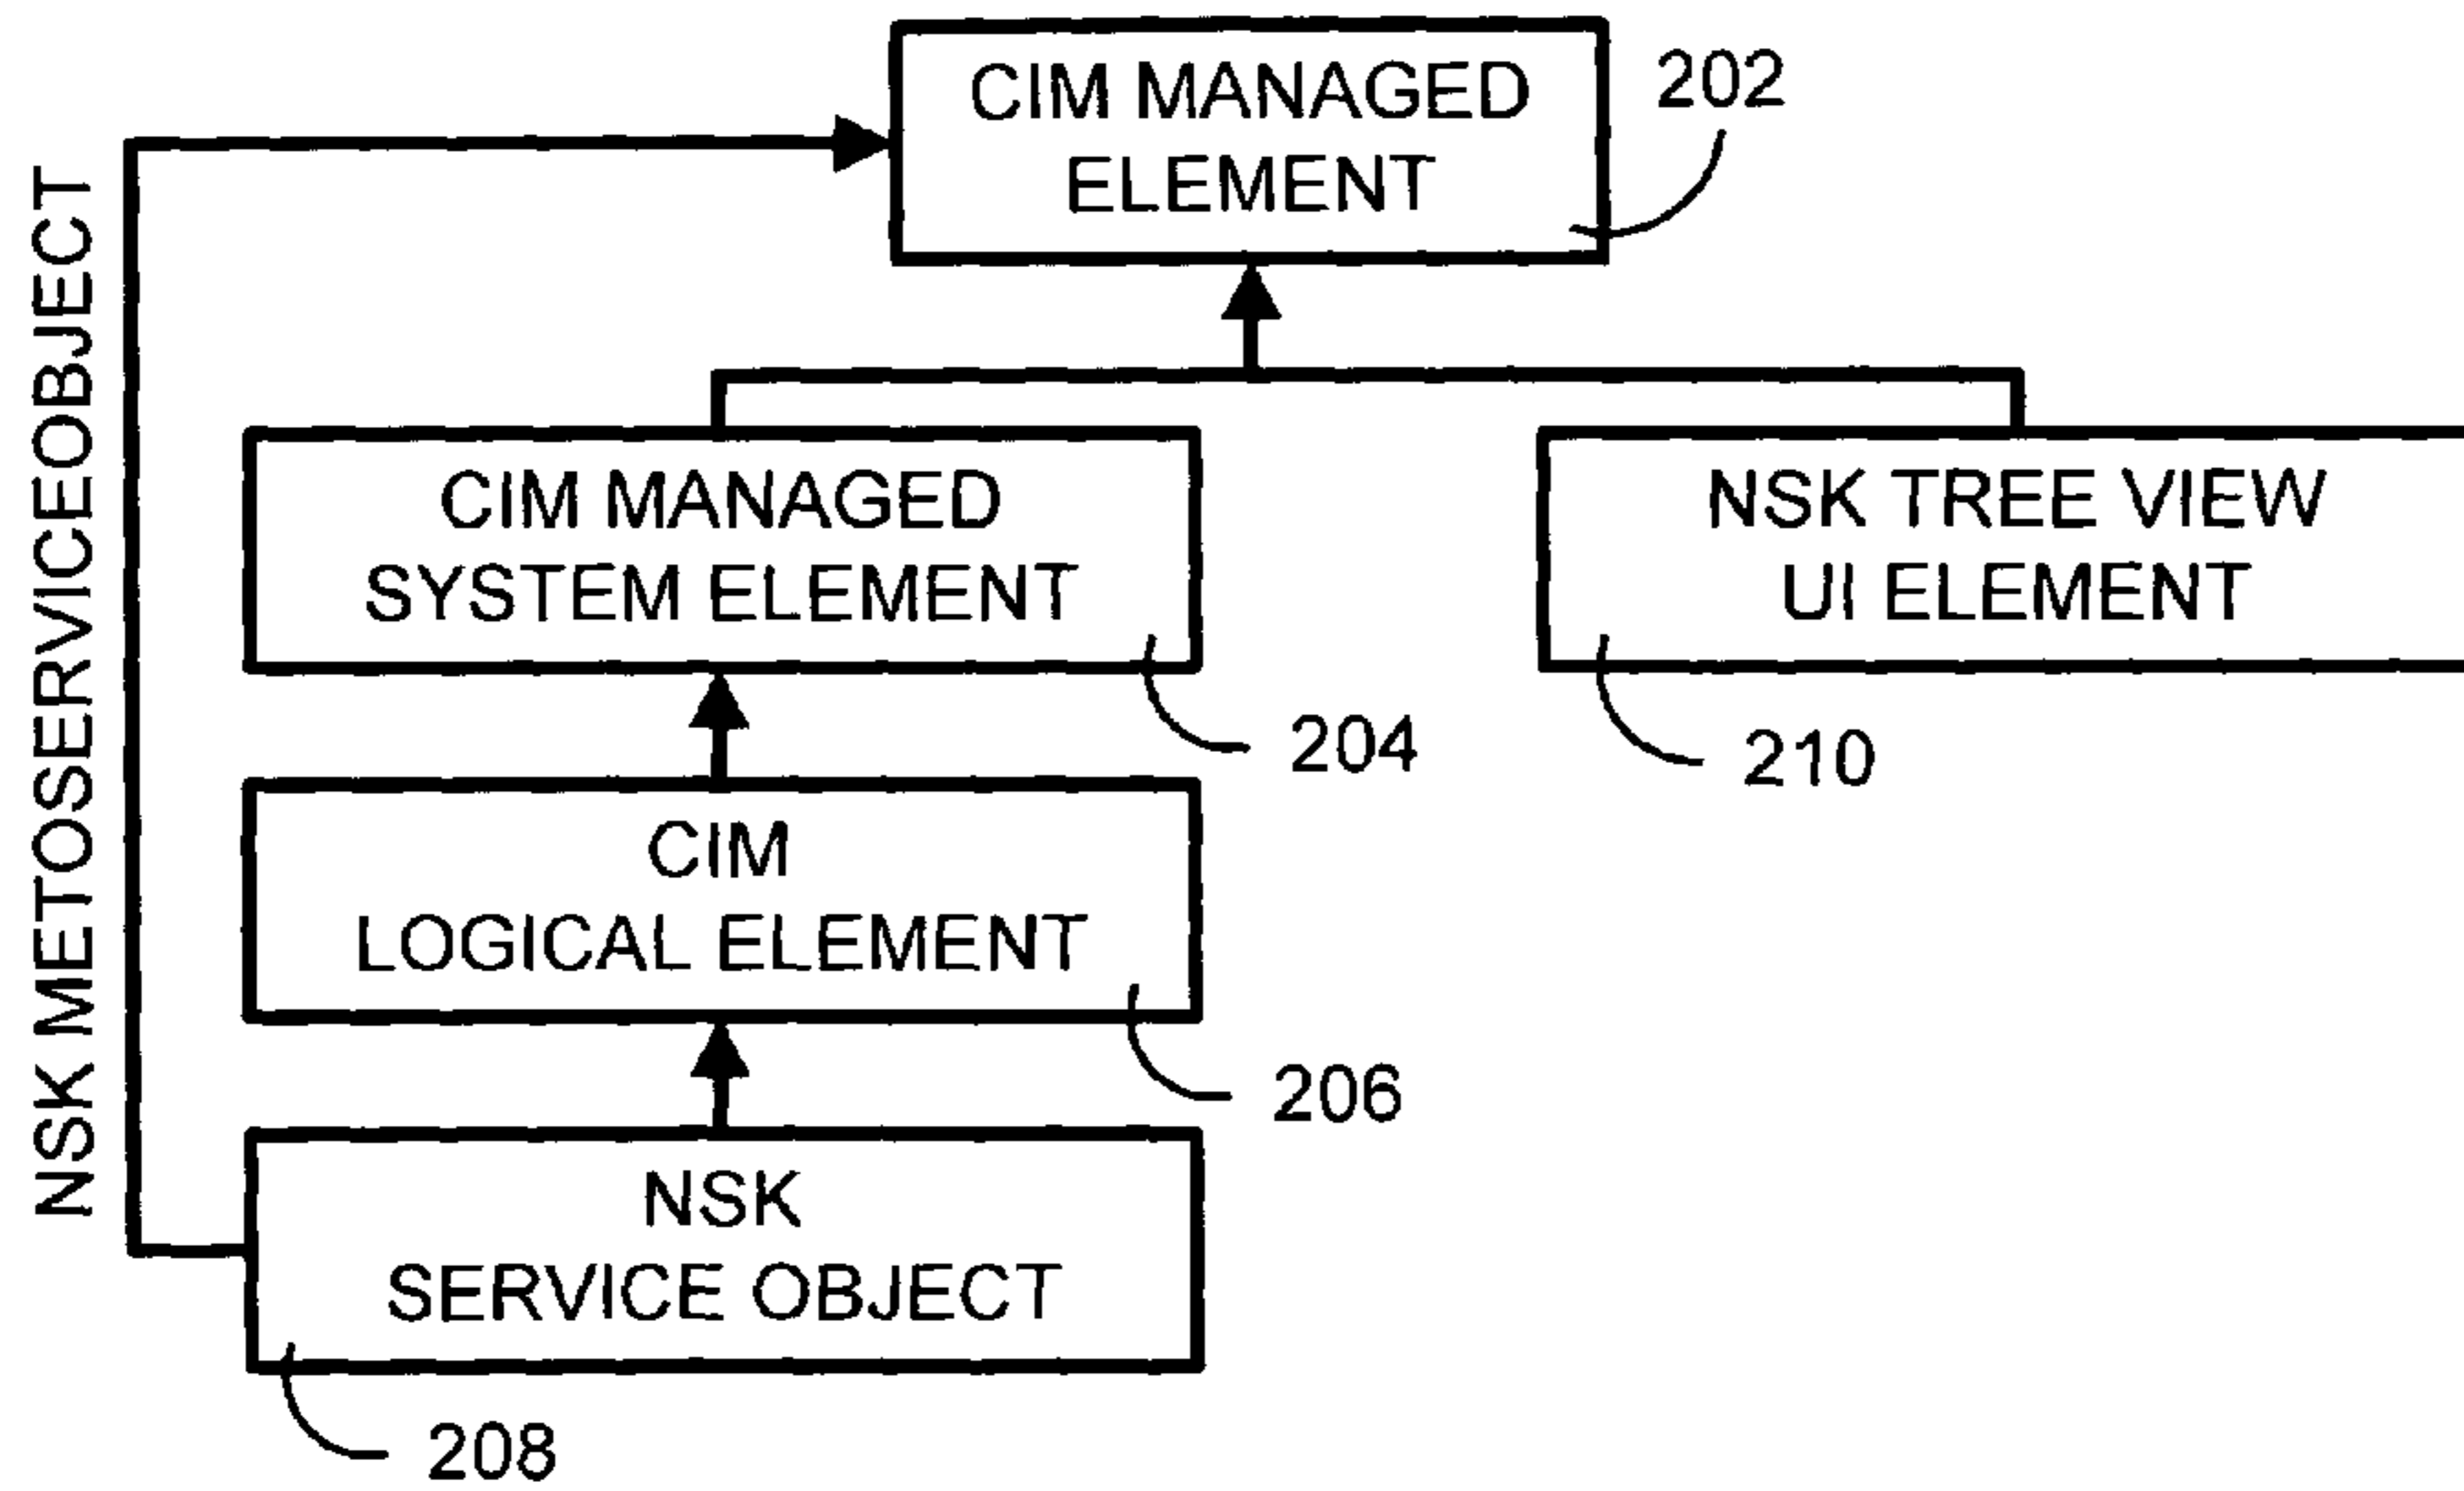 CIM MANAGED
ELEMENT
202
NSK METOSERVICEOBJECT
CIM MANAGED
SYSTEM ELEMENT
204
NSK TREE VIEW
UI ELEMENT
210
CIM
LOGICAL ELEMENT
206
NSK
SERVICE OBJECT
208